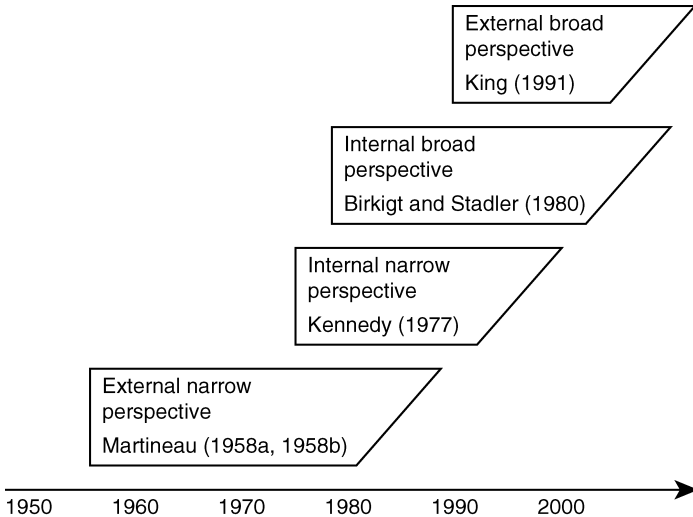 External broad
perspective
King (1991)
Internal broad
perspective
Birkigt and Stadler (1980)
Internal narrow
perspective
Kennedy (1977)
External narrow
perspective
Martineau (1958a, 1958b)
1950 1960 1970 1980 1990 2000